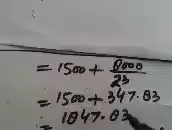 = 1500 + 8000/23
= 1500 + 347.83
= 1847.83